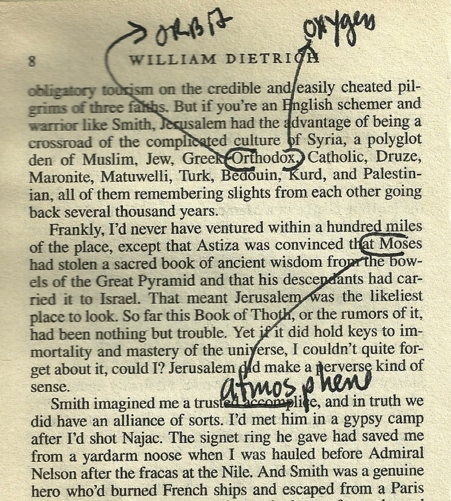 ORBIT
oxygen
8
WILLIAM DIETRICH
obligatory tourism on the credible and easily cheated pil-
grims of three faiths. But if you're an English schemer and
warrior like Smith, Jerusalem had the advantage of being a
crossroad of the complicated culture of Syria, a polyglot
den of Muslim, Jew, Greek Orthodox, Catholic, Druze,
Maronite, Matuwelli, Turk, Bedouin, Kurd, and Palestin-
ian, all of them remembering slights from each other going
back several thousand years.
Frankly, I'd never have ventured within a hundred miles
of the place, except that Astiza was convinced that Moses
had stolen a sacred book of ancient wisdom from the bow-
els of the Great Pyramid and that his descendants had car-
ried it to Israel. That meant Jerusalem was the likeliest
place to look. So far this Book of Thoth, or the rumors of it,
had been nothing but trouble. Yet if it did hold keys to im-
mortality and mastery of the universe, I couldn't quite for-
get about it, could I? Jerusalem did make a perverse kind of
sense.
atmosphere
Smith imagined me a trusted accomplice, and in truth we
did have an alliance of sorts. I'd met him in a gypsy camp
after I'd shot Najac. The signet ring he gave had saved me
from a yardarm noose when I was hauled before Admiral
Nelson after the fracas at the Nile. And Smith was a genuine
hero who'd burned French ships and escaped from a Paris